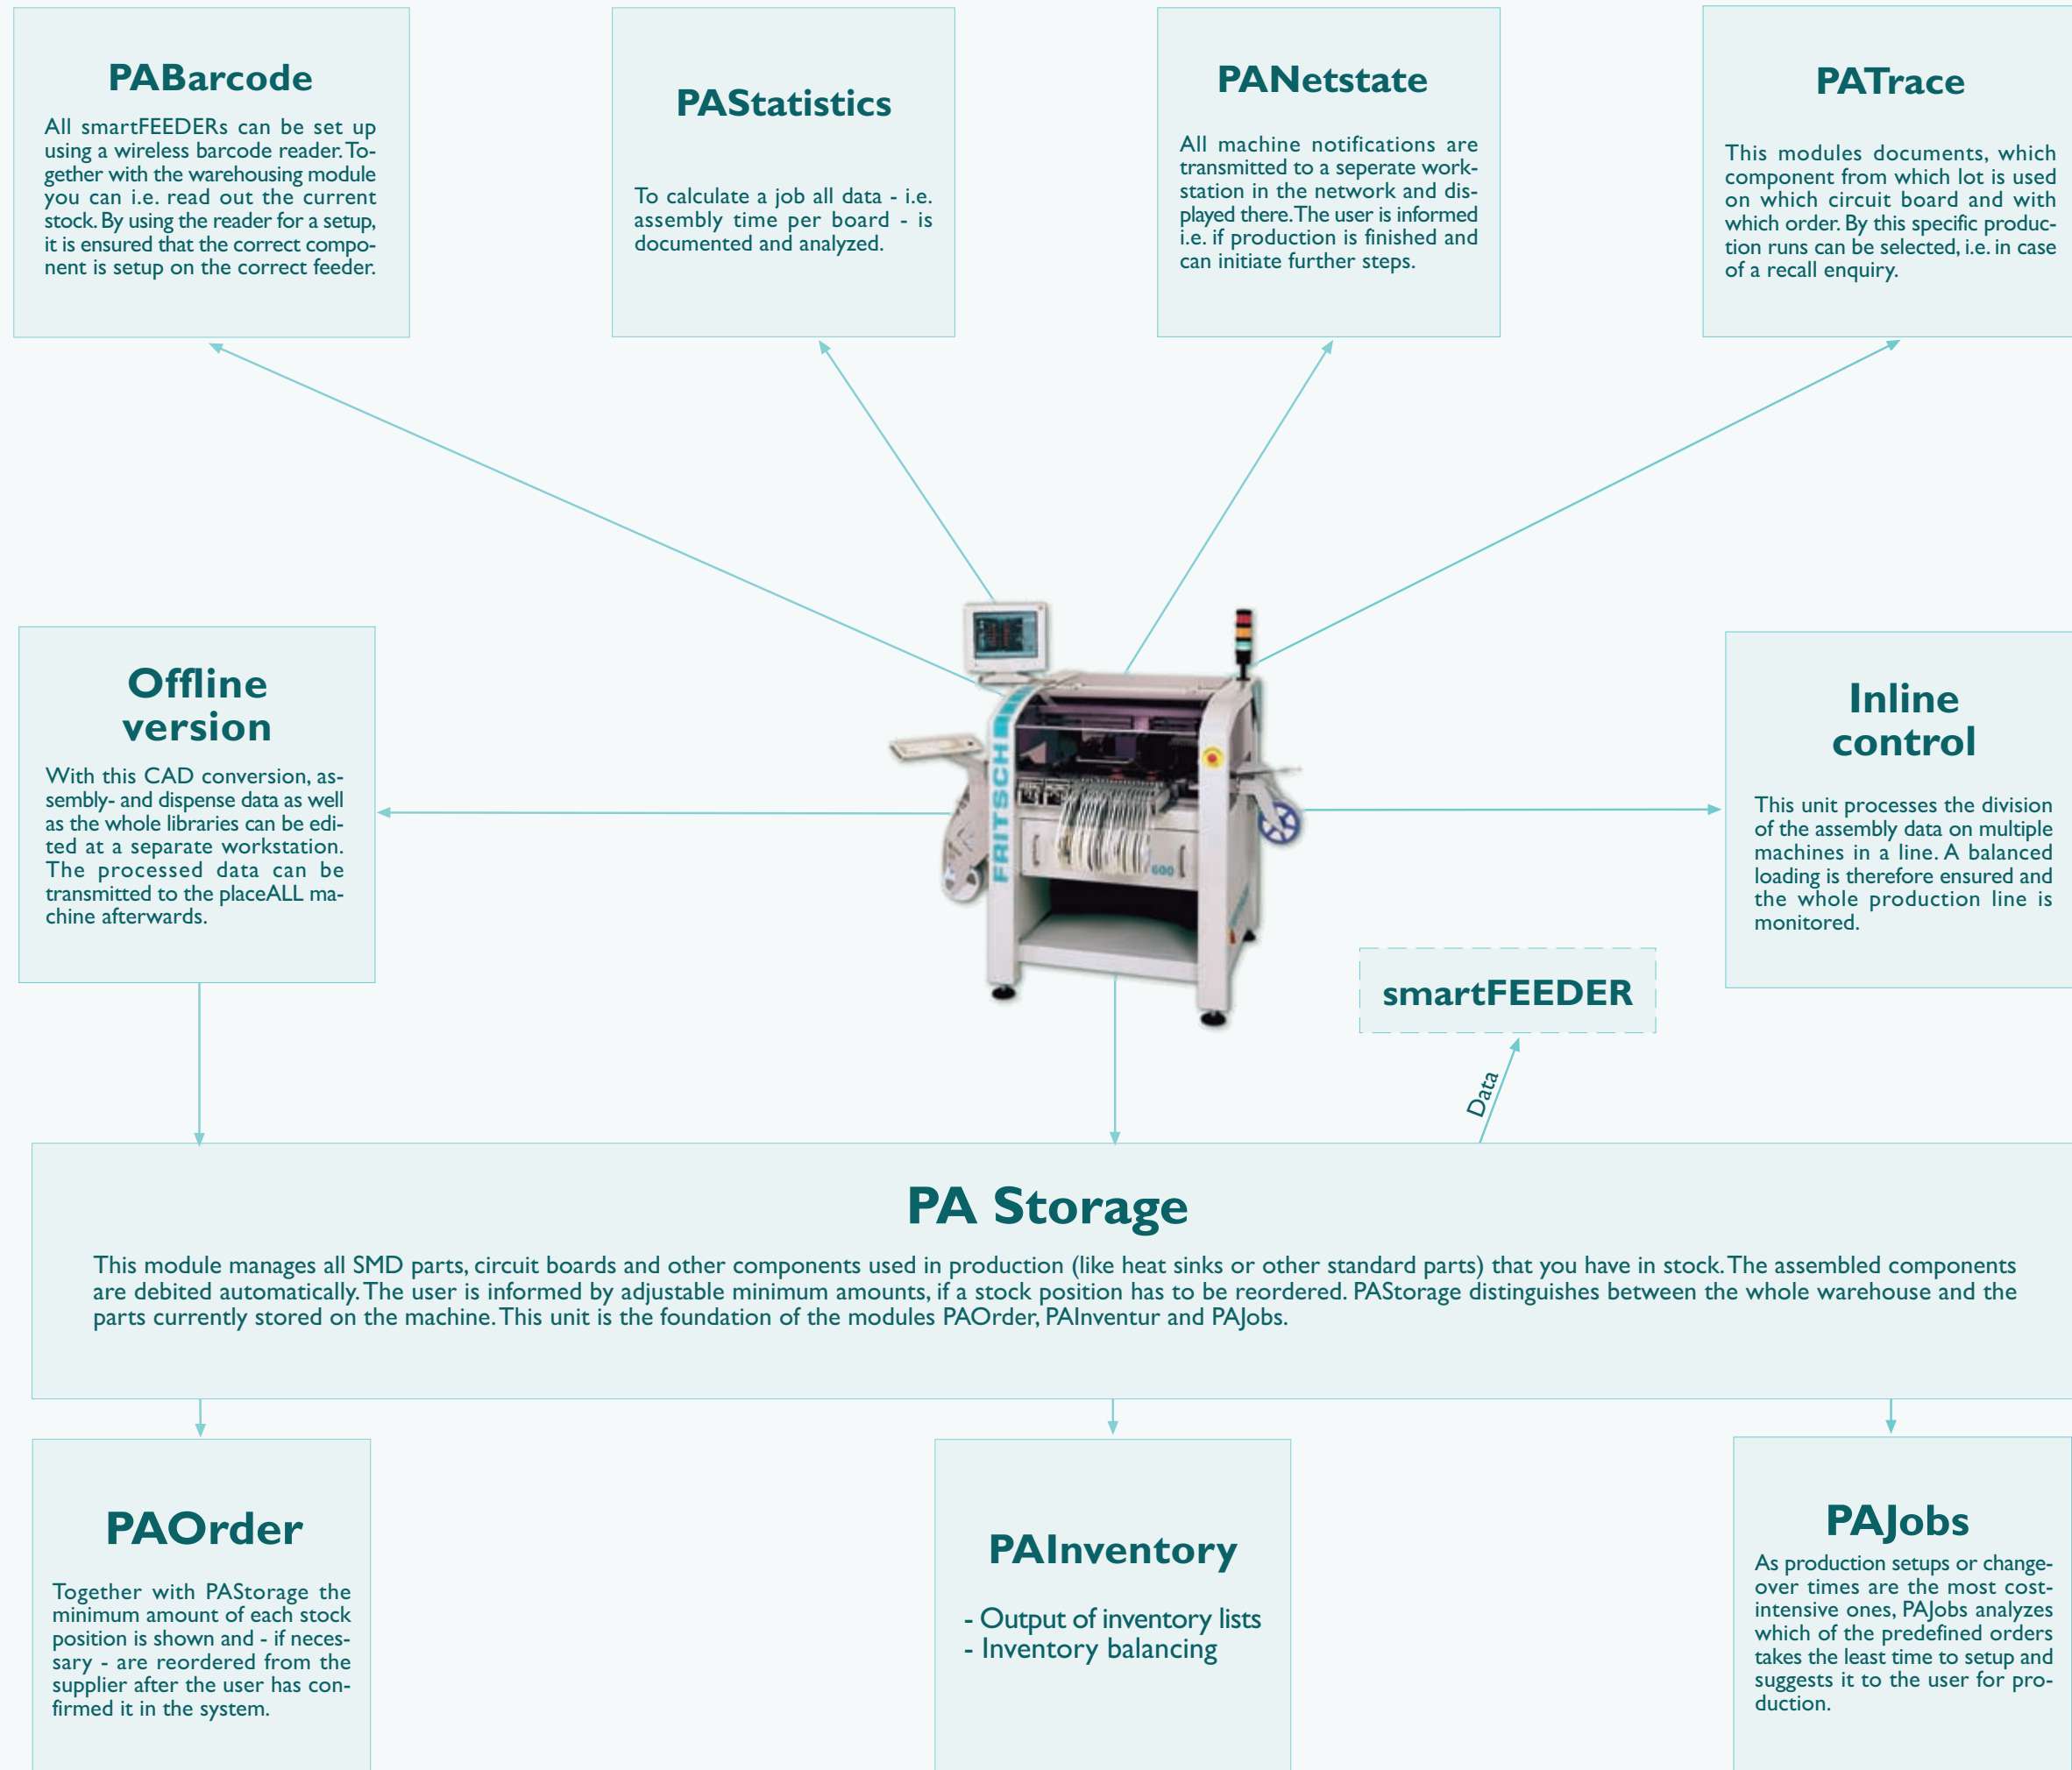 PABarcode
All smartFEEDERs can be set up
using a wireless barcode reader. To-
gether with the warehousing module
you can i.e. read out the current
stock. By using the reader for a setup,
it is ensured that the correct compo-
nent is setup on the correct feeder.
PAStatistics
To calculate a job all data - i.e.
assembly time per board - is
documented and analyzed.
PANetstate
All machine notifications are
transmitted to a seperate work-
station in the network and dis-
played there. The user is informed
i.e. if production is finished and
can initiate further steps.
PATrace
This modules documents, which
component from which lot is used
on which circuit board and with
which order. By this specific produc-
tion runs can be selected, i.e. in case
of a recall enquiry.
Offline
version
With this CAD conversion, as-
sembly- and dispense data as well
as the whole libraries can be edi-
ted at a separate workstation.
The processed data can be
transmitted to the placeALL ma-
chine afterwards.
FRITSCH
600
Inline
control
This unit processes the division
of the assembly data on multiple
machines in a line. A balanced
loading is therefore ensured and
the whole production line is
monitored.
smartFEEDER
Data
PA Storage
This module manages all SMD parts, circuit boards and other components used in production (like heat sinks or other standard parts) that you have in stock. The assembled components
are debited automatically. The user is informed by adjustable minimum amounts, if a stock position has to be reordered. PAStorage distinguishes between the whole warehouse and the
parts currently stored on the machine. This unit is the foundation of the modules PAOrder, PAInventur and PAJobs.
PAOrder
Together with PAStorage the
minimum amount of each stock
position is shown and - if neces-
sary - are reordered from the
supplier after the user has con-
firmed it in the system.
PAInventory
- Output of inventory lists
- Inventory balancing
PAJobs
As production setups or change-
over times are the most cost-
intensive ones, PAJobs analyzes
which of the predefined orders
takes the least time to setup and
suggests it to the user for pro-
duction.